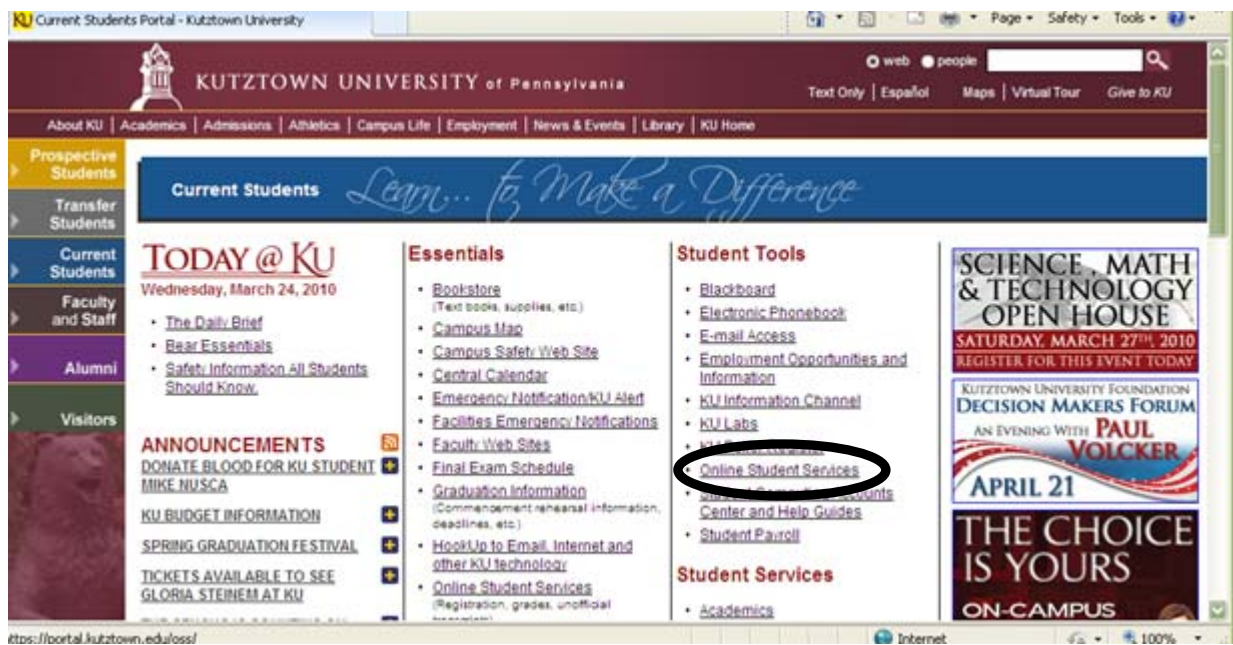 Current Students Portal - Kutztown University
Page
Safety
Tools
KUTZTOWN UNIVERSITY of Pennsylvania
web people
Text Only | Español Maps | Virtual Tour Give to KU
About KU | Academics | Admissions | Athletics | Campus Life | Employment | News & Events | Library | KU Home
Prospective
Students
Transfer
Students
Current
Students
Faculty
and Staff
Alumni
Visitors
Current Students Learn... to Make a Difference
TODAY @ KU
Wednesday, March 24, 2010
The Daily Brief
Bear Essentials
Safety Information All Students
Should Know.
ANNOUNCEMENTS
DONATE BLOOD FOR KU STUDENT
MIKE NUSCA
KU BUDGET INFORMATION
SPRING GRADUATION FESTIVAL
TICKETS AVAILABLE TO SEE
GLORIA STEINEM AT KU
Essentials
Bookstore
(Text books, supplies, etc.)
Campus Map
Campus Safety Web Site
Central Calendar
Emergency Notification/KU Alert
Facilities Emergency Notifications
Faculty Web Sites
Final Exam Schedule
Graduation Information
(Commencement rehearsal information,
deadlines, etc.)
HookUp to Email, Internet and
other KU technology
Online Student Services
(Registration, grades, unofficial
Student Tools
Blackboard
Electronic Phonebook
E-mail Access
Employment Opportunities and
Information
KU Information Channel
KU Labs
Online Student Services
Center and Help Guides
Student Payroll
Student Services
Academics
SCIENCE, MATH
& TECHNOLOGY
OPEN HOUSE
SATURDAY, MARCH 27TH, 2010
REGISTER FOR THIS EVENT TODAY
KUTZTOWN UNIVERSITY FOUNDATION
DECISION MAKERS FORUM
AN EVENING WITH PAUL
VOLCKER
APRIL 21
THE CHOICE
IS YOURS
ON-CAMPUS
ttps://portal.kutztown.edu/oss/
Internet
100%